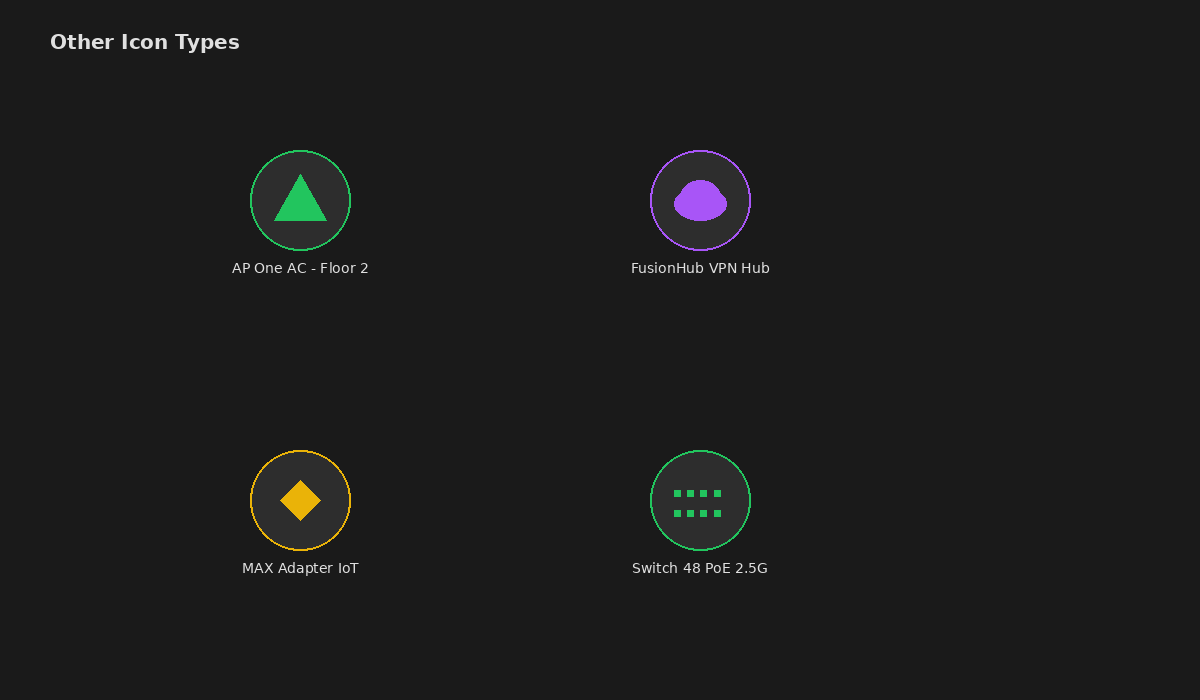 Other Icon Types
AP One AC - Floor 2
FusionHub VPN Hub
MAX Adapter IoT
Switch 48 PoE 2.5G